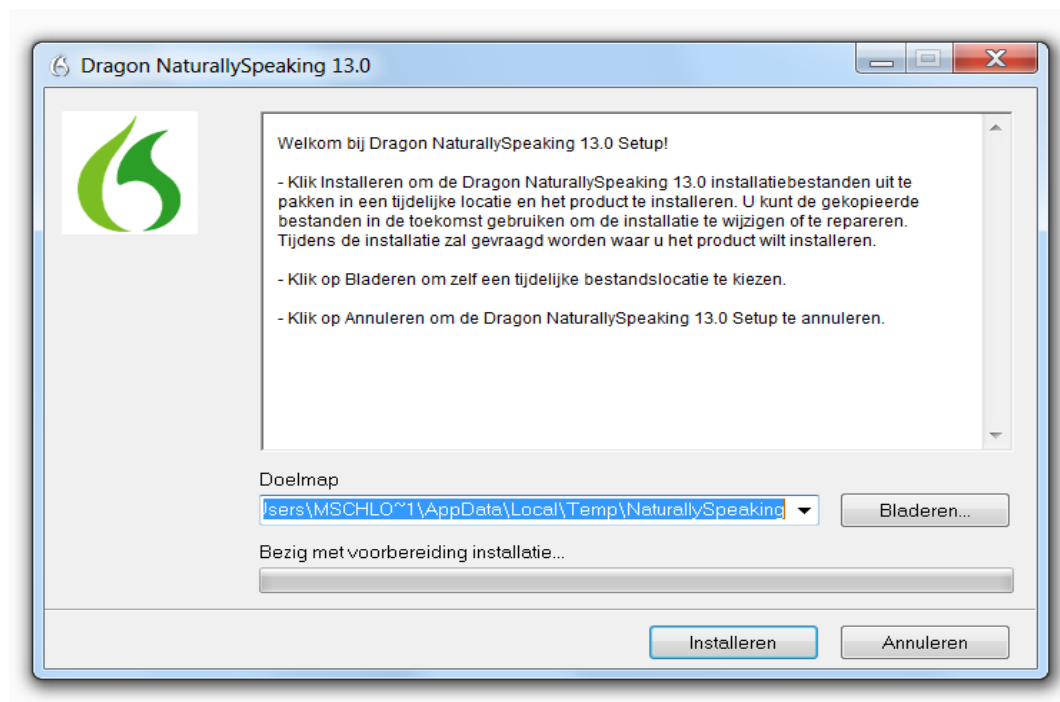 Dragon NaturallySpeaking 13.0
Welkom bij Dragon NaturallySpeaking 13.0 Setup!
- Klik Installeren om de Dragon NaturallySpeaking 13.0 installatiebestanden uit te
pakken in een tijdelijke locatie en het product te installeren. U kunt de gekopieerde
bestanden in de toekomst gebruiken om de installatie te wijzigen of te repareren.
Tijdens de installatie zal gevraagd worden waar u het product wilt installeren.
- Klik op Bladeren om zelf een tijdelijke bestandslocatie te kiezen.
- Klik op Annuleren om de Dragon NaturallySpeaking 13.0 Setup te annuleren.
Doelmap
Users\MSCHLO~1\AppData\Local\Temp\NaturallySpeaking
Bladeren...
Bezig met voorbereiding installatie...
Installeren
Annuleren